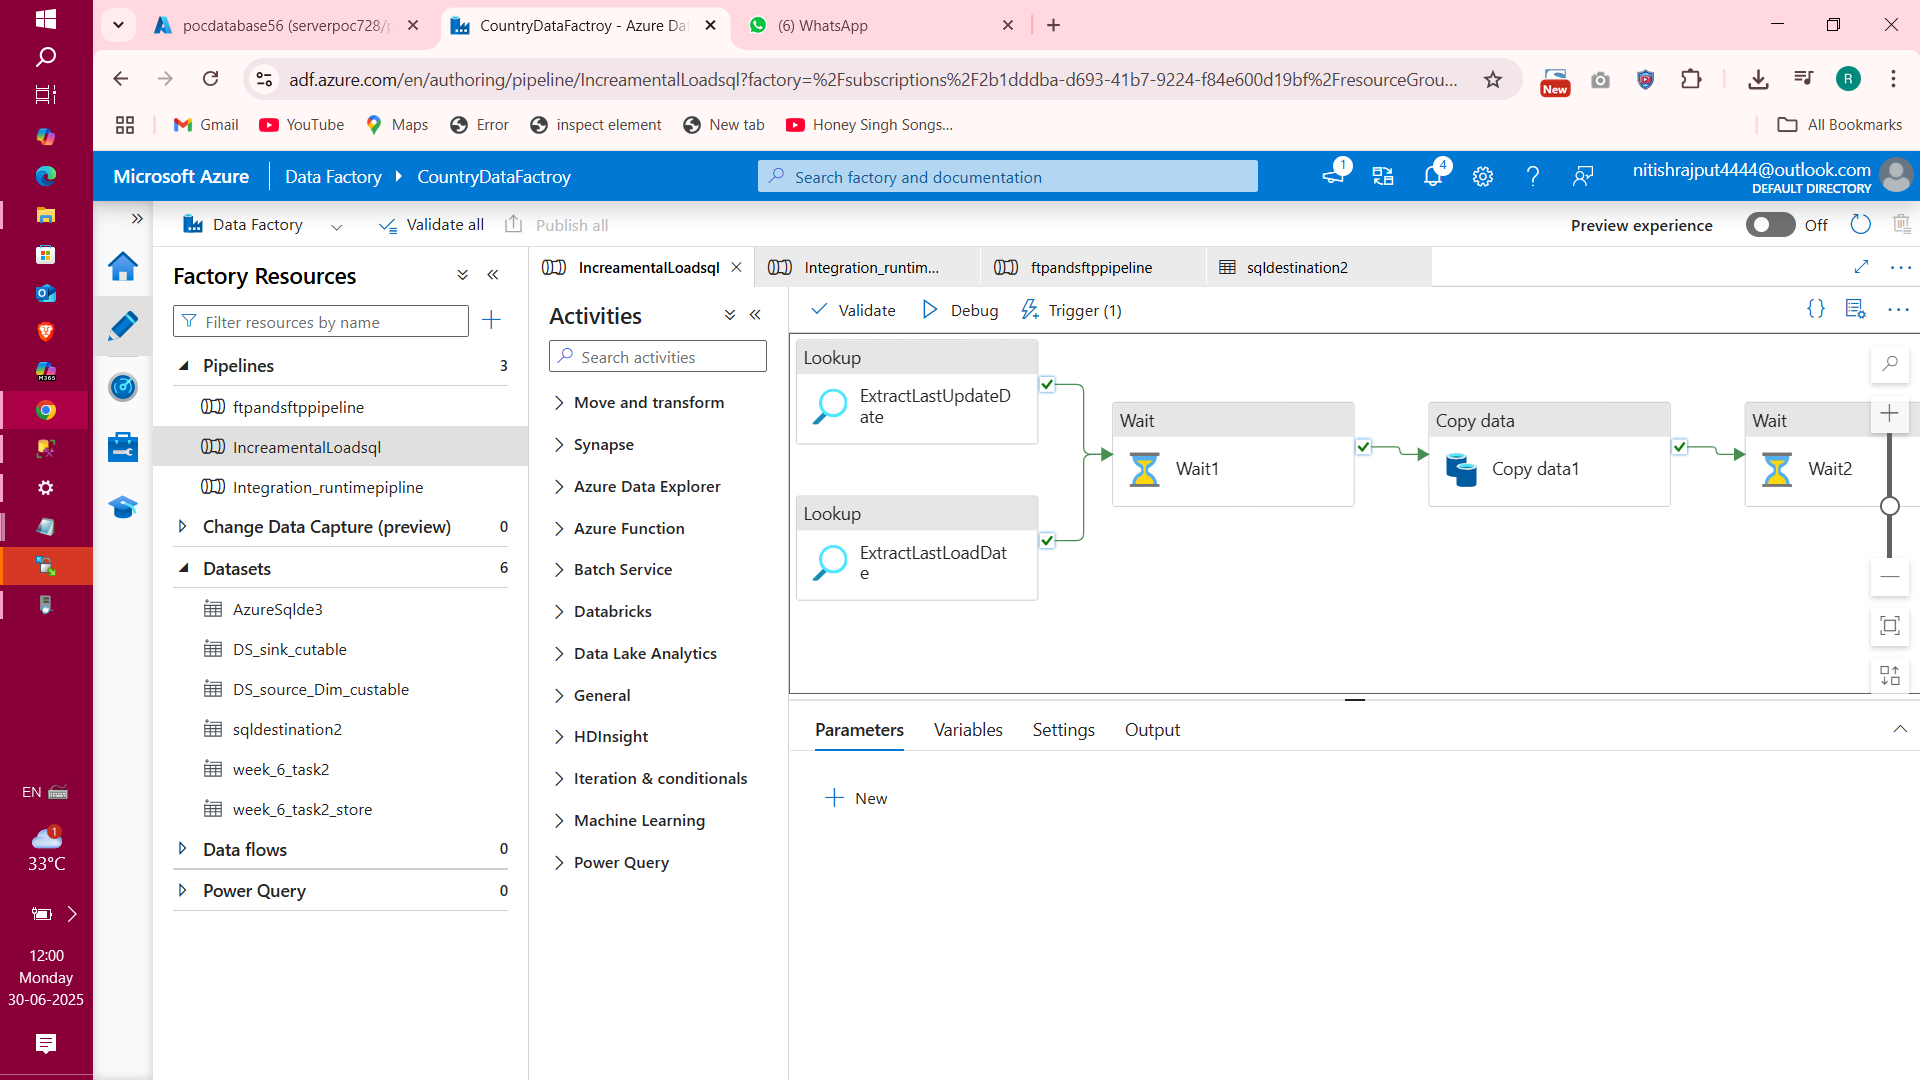 pocdatabase56 (serverpoc728/p
CountryDataFactroy - Azure Dat
(6) WhatsApp
adf.azure.com/en/authoring/pipeline/IncreamentalLoadsql?factory=%2Fsubscriptions%2F2b1dddba-d693-41b7-9224-f84e600d19bf%2FresourceGrou...
New
R
Gmail
YouTube
Maps
Error
inspect element
New tab
Honey Singh Songs...
All Bookmarks
Microsoft Azure
Data Factory
CountryDataFactroy
Search factory and documentation
1
4
nitishrajput4444@outlook.com
DEFAULT DIRECTORY
Data Factory
Validate all
Publish all
Preview experience
Off
Factory Resources
Filter resources by name
Pipelines 3
ftpandsftppipeline
IncreamentalLoadsql
Integration_runtimepipline
Change Data Capture (preview) 0
Datasets 6
AzureSqlde3
DS_sink_cutable
DS_source_Dim_custable
sqldestination2
week_6_task2
week_6_task2_store
Data flows 0
Power Query 0
IncreamentalLoadsql
Integration_runtim...
ftpandsftppipeline
sqldestination2
Activities
Search activities
Move and transform
Synapse
Azure Data Explorer
Azure Function
Batch Service
Databricks
Data Lake Analytics
General
HDInsight
Iteration & conditionals
Machine Learning
Power Query
Validate
Debug
Trigger (1)
Lookup
ExtractLastUpdateD
ate
Lookup
ExtractLastLoadDat
e
Wait
Wait1
Copy data
Copy data1
Wait
Wait2
Parameters
Variables
Settings
Output
New
M365
EN
1
33°C
12:00
Monday
30-06-2025